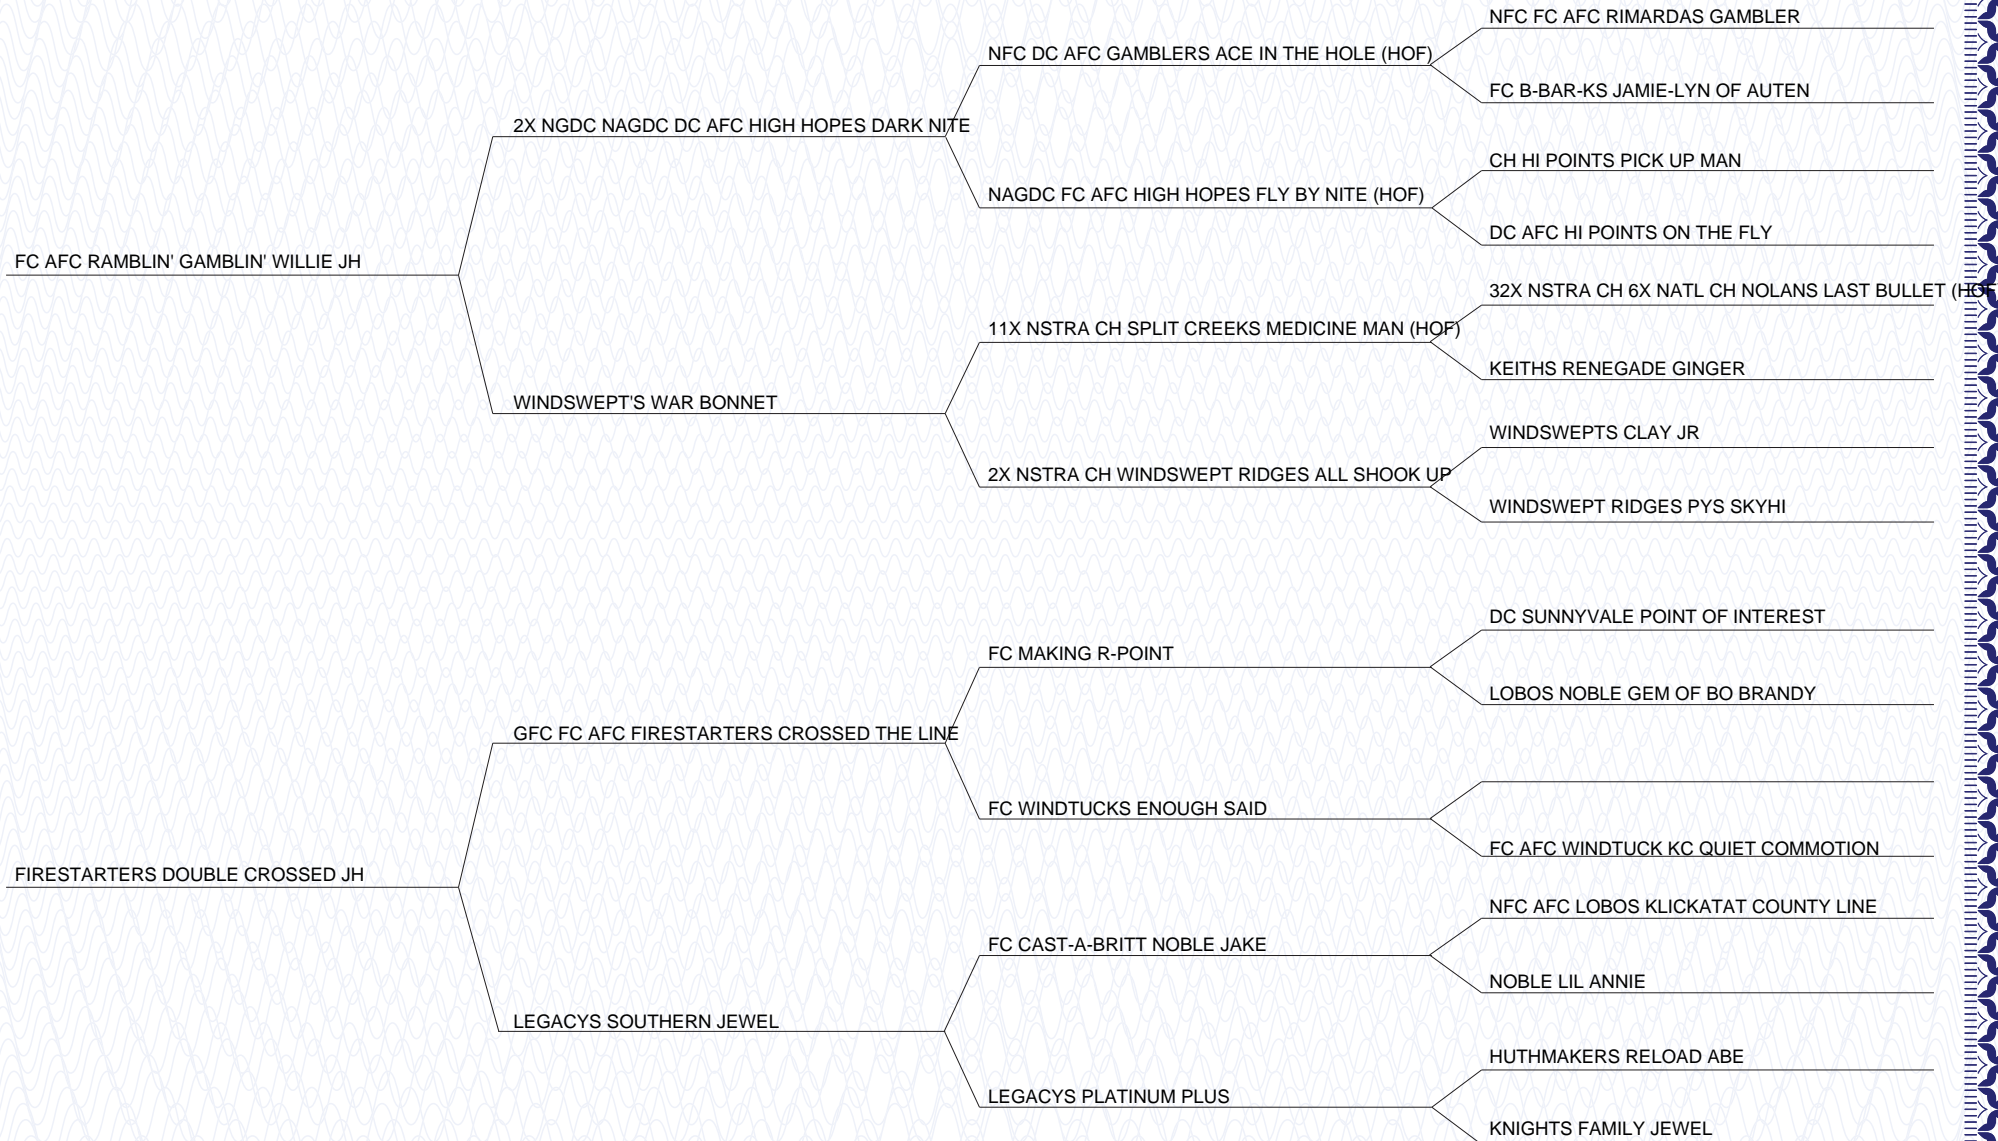 NFC FC AFC RIMARDAS GAMBLER
NFC DC AFC GAMBLERS ACE IN THE HOLE (HOF)
FC B-BAR-KS JAMIE-LYN OF AUTEN
2X NGDC NAGDC DC AFC HIGH HOPES DARK NITE
CH HI POINTS PICK UP MAN
NAGDC FC AFC HIGH HOPES FLY BY NITE (HOF)
DC AFC HI POINTS ON THE FLY
FC AFC RAMBLIN' GAMBLIN' WILLIE JH
32X NSTRA CH 6X NATL CH NOLANS LAST BULLET (HOF
11X NSTRA CH SPLIT CREEKS MEDICINE MAN (HOF)
KEITHS RENEGADE GINGER
WINDSWEPT'S WAR BONNET
WINDSWEPTS CLAY JR
2X NSTRA CH WINDSWEPT RIDGES ALL SHOOK UP
WINDSWEPT RIDGES PYS SKYHI
DC SUNNYVALE POINT OF INTEREST
FC MAKING R-POINT
LOBOS NOBLE GEM OF BO BRANDY
GFC FC AFC FIRESTARTERS CROSSED THE LINE
FC WINDTUCKS ENOUGH SAID
FC AFC WINDTUCK KC QUIET COMMOTION
FIRESTARTERS DOUBLE CROSSED JH
NFC AFC LOBOS KLICKATAT COUNTY LINE
FC CAST-A-BRITT NOBLE JAKE
NOBLE LIL ANNIE
LEGACYS SOUTHERN JEWEL
HUTHMAKERS RELOAD ABE
LEGACYS PLATINUM PLUS
KNIGHTS FAMILY JEWEL